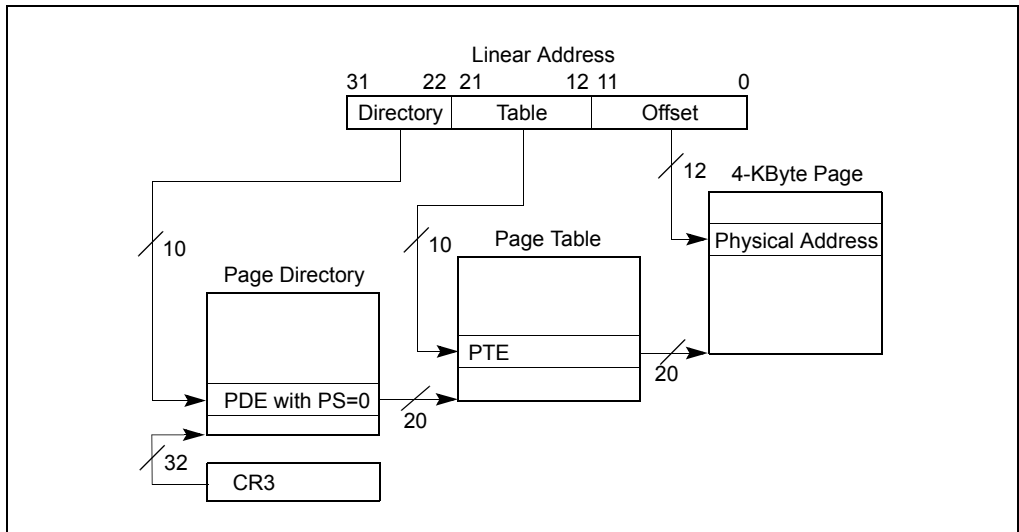 Linear Address
31 22 21 12 11 0
Directory Table Offset
12
4-KByte Page
Physical Address
10
10
Page Table
Page Directory
PTE
20
PDE with PS=0
20
32
CR3